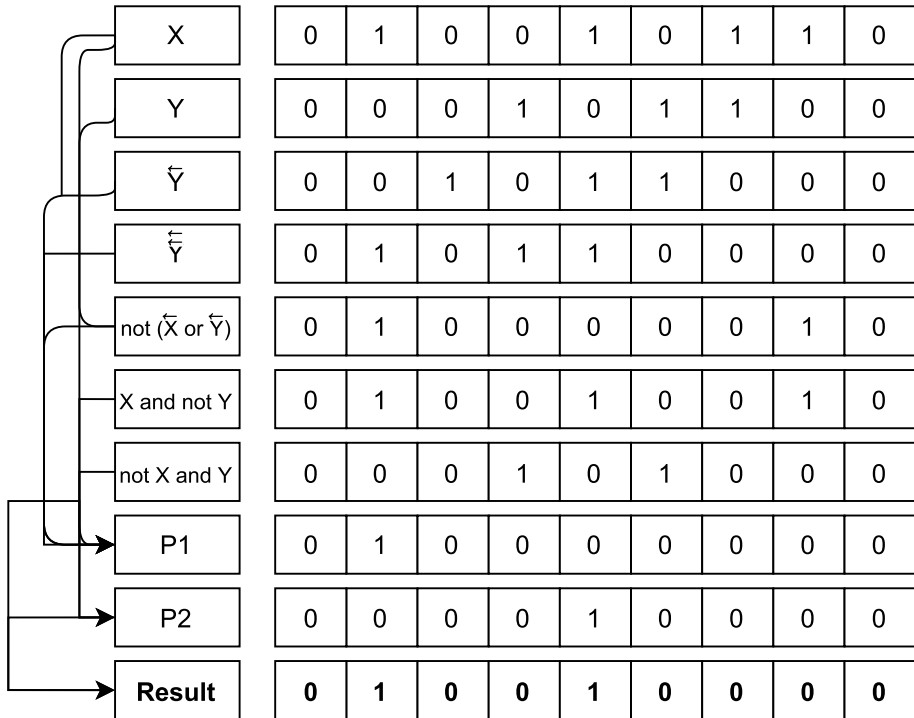 X 0 1 0 0 1 0 1 1 0
Y 0 0 0 1 0 1 1 0 0
Y⃖ 0 0 1 0 1 1 0 0 0
Y⃖⃖ 0 1 0 1 1 0 0 0 0
not (X⃖ or Y⃖) 0 1 0 0 0 0 0 1 0
X and not Y 0 1 0 0 1 0 0 1 0
not X and Y 0 0 0 1 0 1 0 0 0
P1 0 1 0 0 0 0 0 0 0
P2 0 0 0 0 1 0 0 0 0
Result 0 1 0 0 1 0 0 0 0